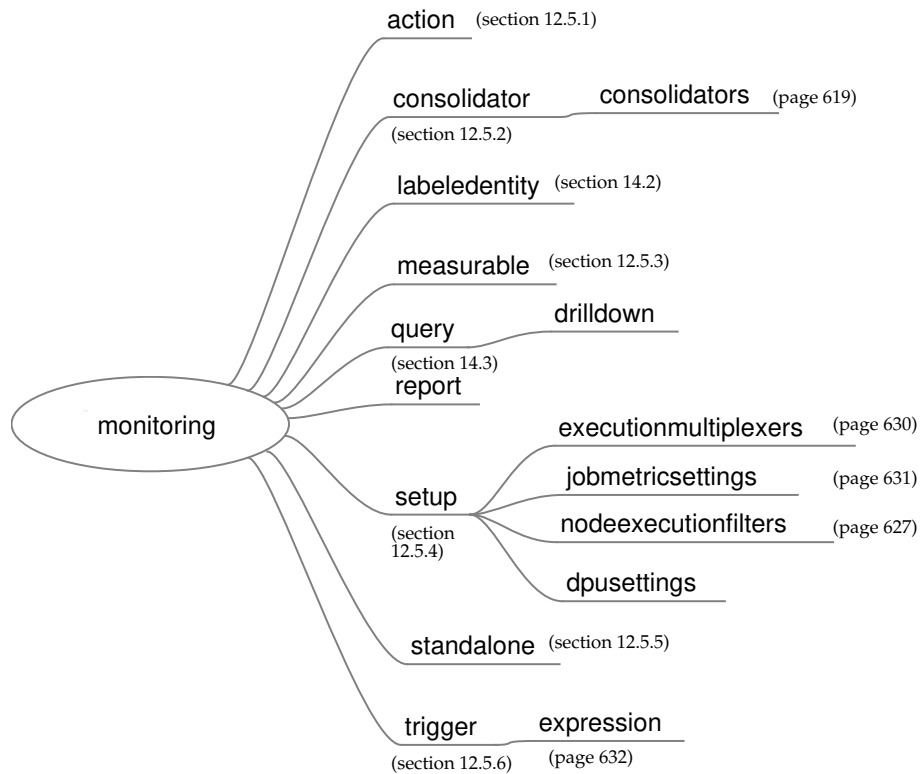 action (section 12.5.1)
consolidator consolidators (page 619)
(section 12.5.2)
labeledentity (section 14.2)
measurable (section 12.5.3)
query drilldown
(section 14.3)
report
monitoring
executionmultiplexers (page 630)
setup jobmetricsettings (page 631)
(section
12.5.4)
nodeexecutionfilters (page 627)
dpusettings
standalone (section 12.5.5)
trigger expression
(section 12.5.6) (page 632)